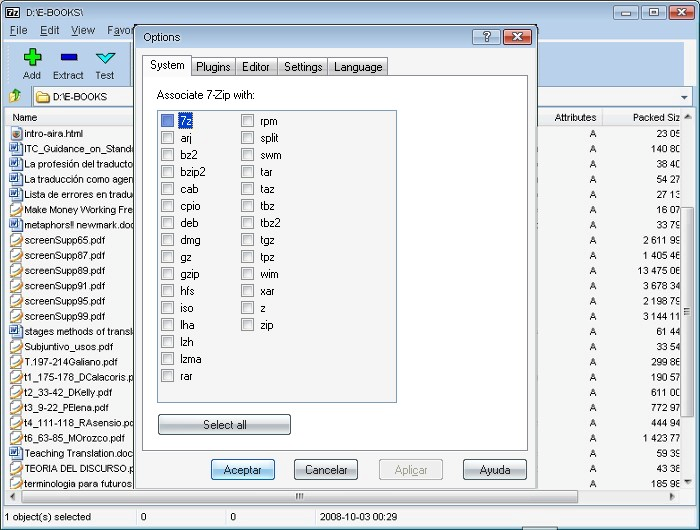 7z D:\E-BOOKS\
File Edit View Favor
Add Extract Test
D:\E-BOOKS
Name Attributes Packed Siz
intro-aira.html A 23 05
ITC_Guidance_on_Standa A 140 80
La profesión del traducto A 38 40
La traducción como agen A 54 27
Lista de errores en tradu A 27 13
Make Money Working Fre A 16 07
metaphors!! newmark.doc A 33 79
screenSupp65.pdf A 2 611 99
screenSupp87.pdf A 1 405 46
screenSupp89.pdf A 13 475 06
screenSupp91.pdf A 3 678 34
screenSupp95.pdf A 2 198 79
screenSupp99.pdf A 3 144 11
stages methods of transl A 61 44
Subjuntivo_usos.pdf A 33 54
T.197-214Galiano.pdf A 299 86
t1_175-178_DCalacoris.p A 190 57
t2_33-42_DKelly.pdf A 611 00
t3_9-22_PElena.pdf A 772 97
t4_111-118_RAsensio.pd A 444 94
t6_63-85_MOrozco.pdf A 1 423 77
Teaching Translation.doc A 59 39
TEORIA DEL DISCURSO.p A 43 38
terminologia para futuros A 185 98
1 object(s) selected 0 0 2008-10-03 00:29
Options
System Plugins Editor Settings Language
Associate 7-Zip with:
7z
arj
bz2
bzip2
cab
cpio
deb
dmg
gz
gzip
hfs
iso
lha
lzh
lzma
rar
rpm
split
swm
tar
taz
tbz
tbz2
tgz
tpz
wim
xar
z
zip
Select all
Aceptar Cancelar Aplicar Ayuda